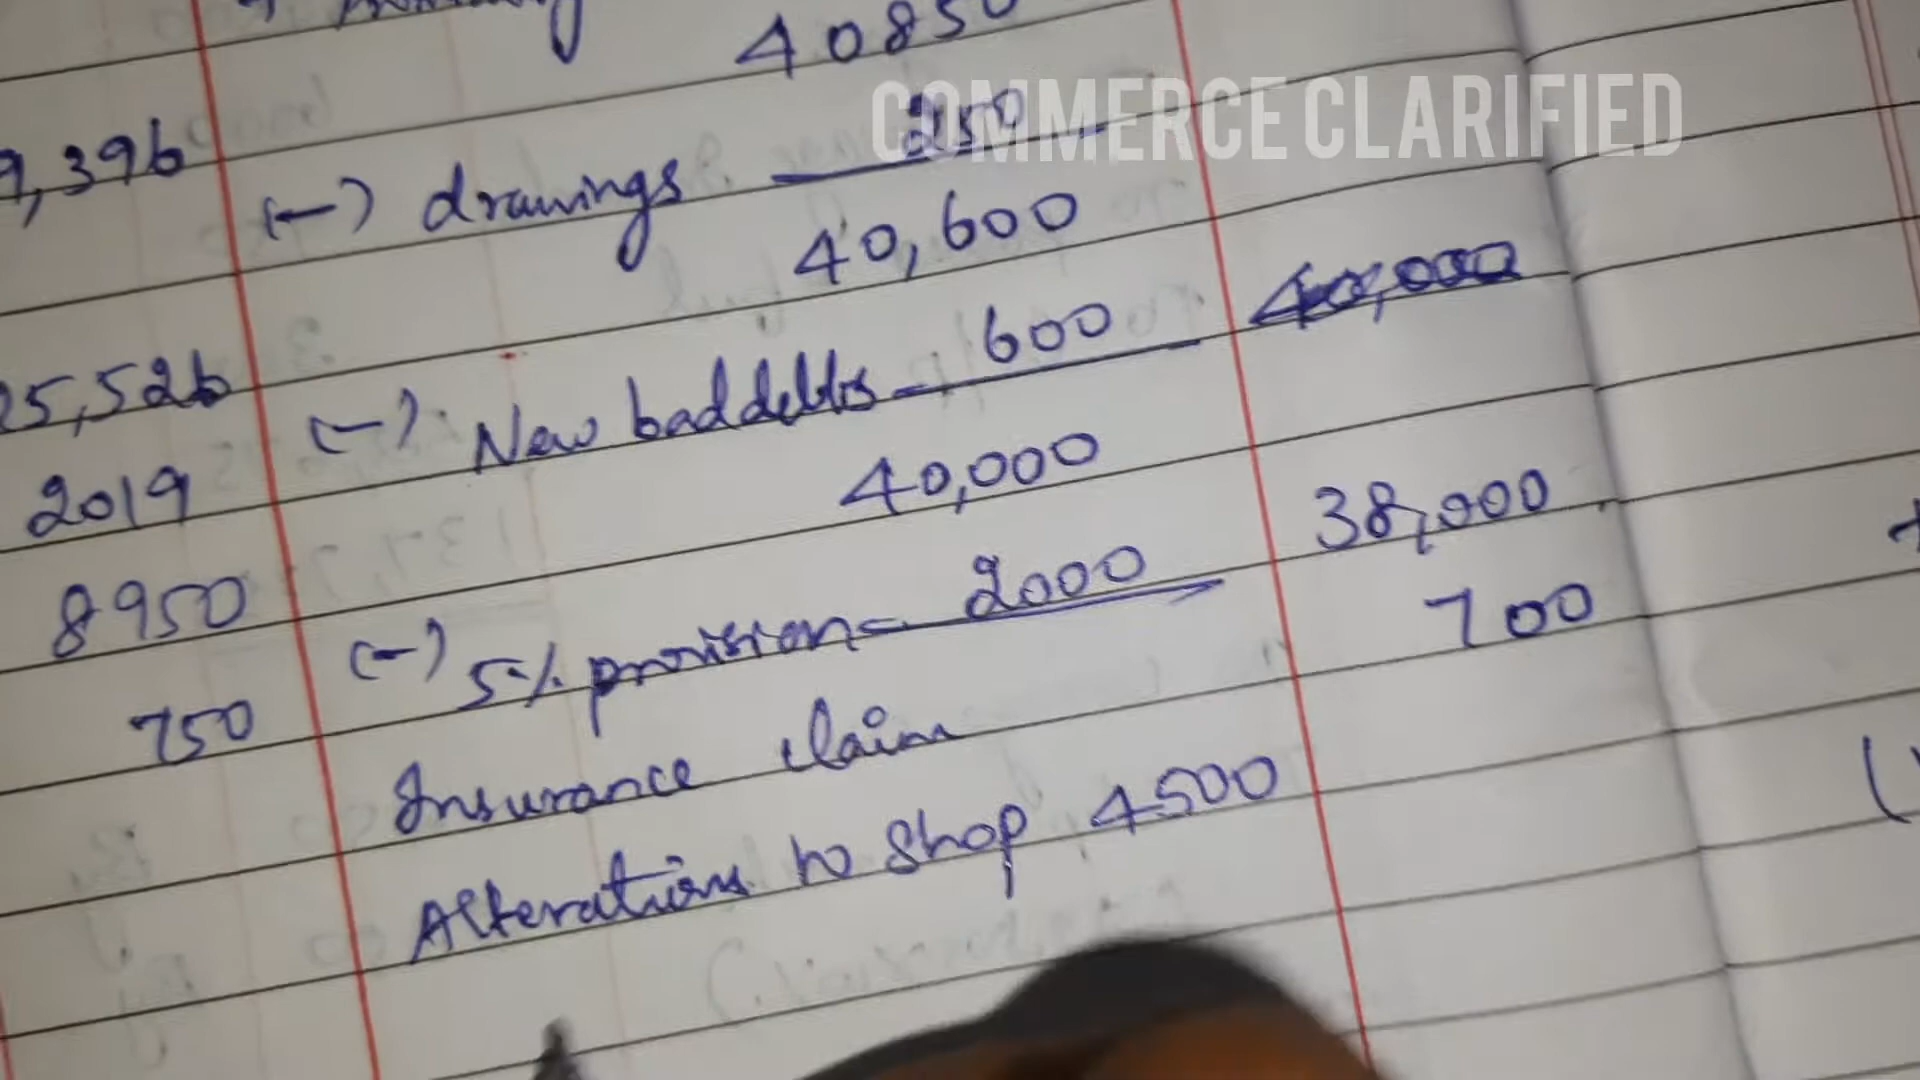 40850
COMMERCE CLARIFIED
9,396 (-) drawings 250
40,600
(-) New baddebts 600 40,000
25,526
40,000
2019
(-) 5% provision 2000 38,000
8950
Insurance claim 700
750
Alterations to Shop 4500